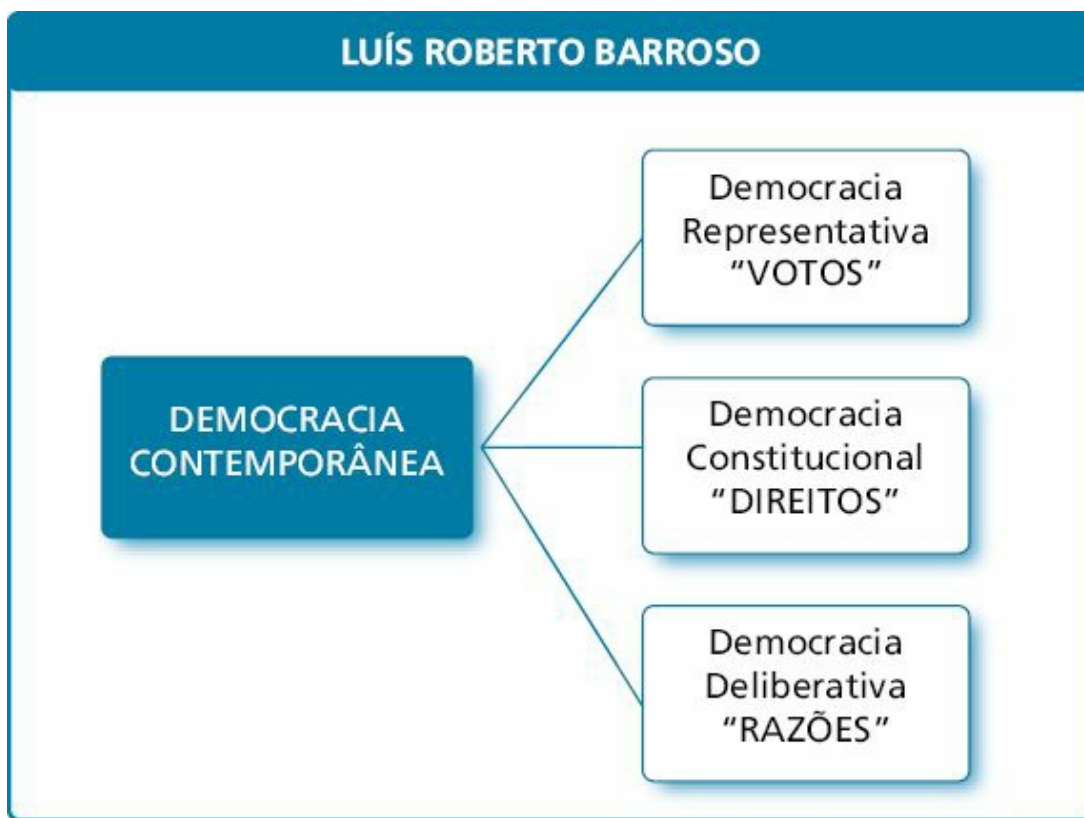 LUÍS ROBERTO BARROSO
DEMOCRACIA
CONTEMPORÂNEA
Democracia
Representativa
“VOTOS”
Democracia
Constitucional
“DIREITOS”
Democracia
Deliberativa
“RAZÕES”